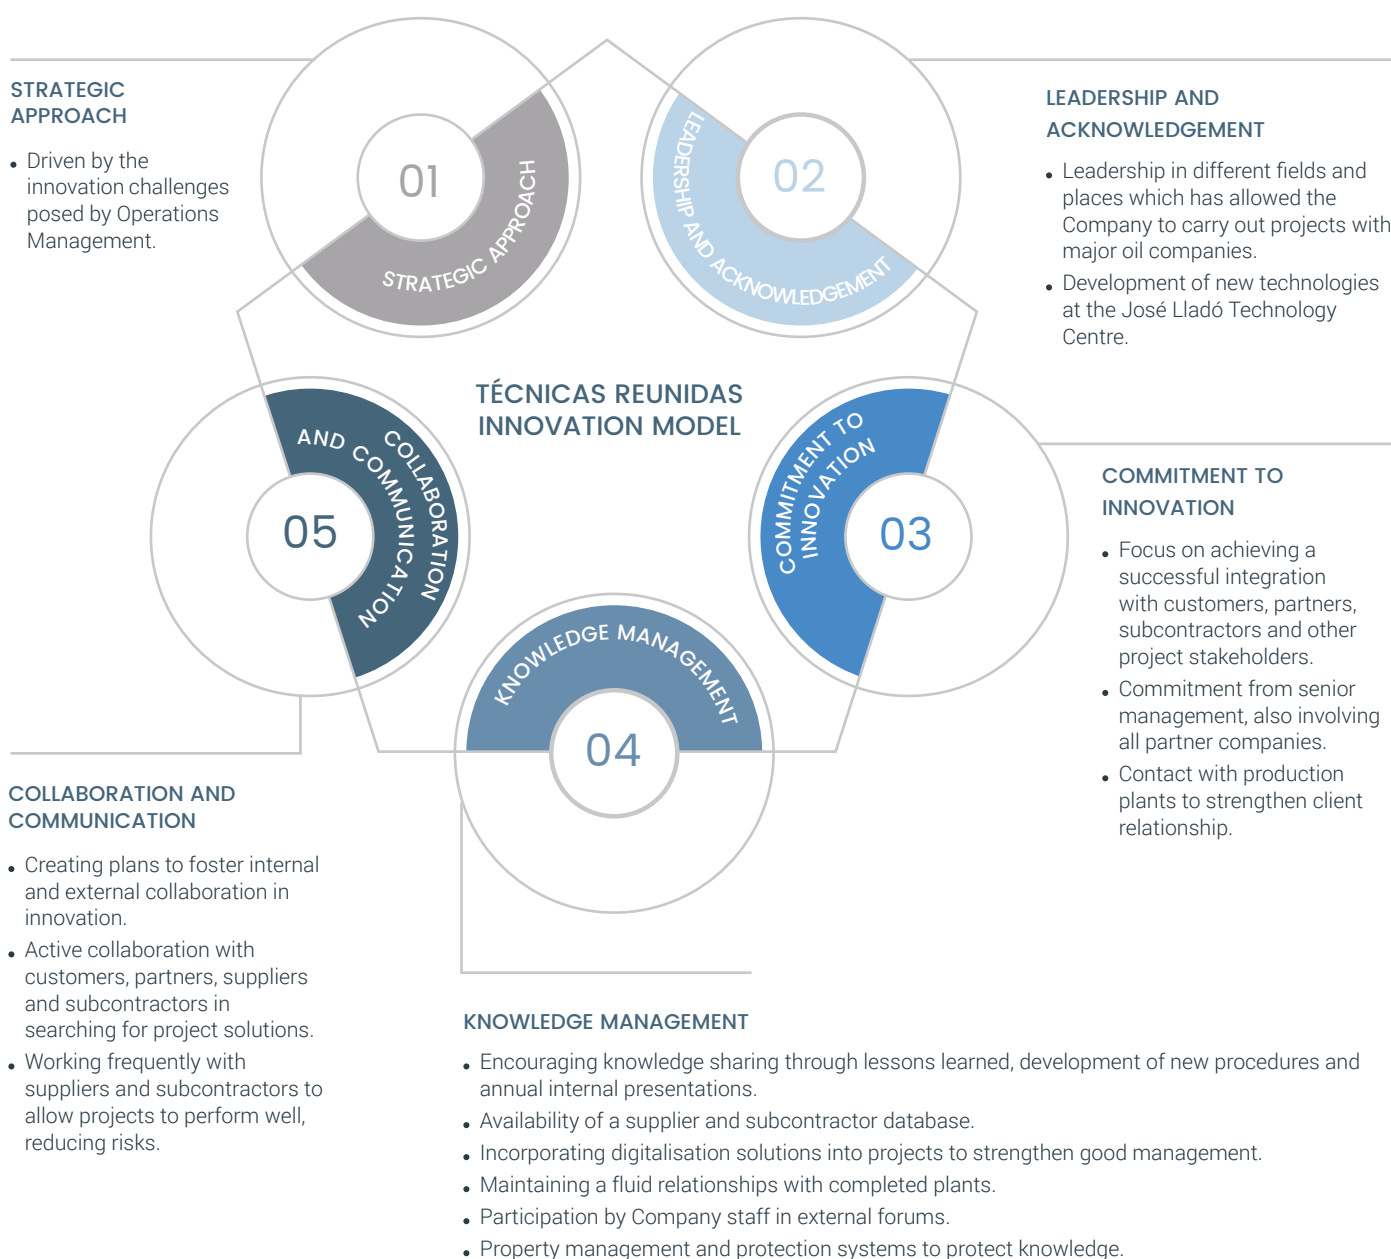 STRATEGIC
APPROACH
• Driven by the
innovation challenges
posed by Operations
Management.
01
STRATEGIC APPROACH
02
LEADERSHIP AND ACKNOWLEDGEMENT
LEADERSHIP AND
ACKNOWLEDGEMENT
• Leadership in different fields and
places which has allowed the
Company to carry out projects with
major oil companies.
• Development of new technologies
at the José Lladó Technology
Centre.
TÉCNICAS REUNIDAS
INNOVATION MODEL
03
COMMITMENT TO
INNOVATION
COMMITMENT TO
INNOVATION
• Focus on achieving a
successful integration
with customers, partners,
subcontractors and other
project stakeholders.
• Commitment from senior
management, also involving
all partner companies.
• Contact with production
plants to strengthen client
relationship.
04
KNOWLEDGE MANAGEMENT
KNOWLEDGE MANAGEMENT
• Encouraging knowledge sharing through lessons learned, development of new procedures and
annual internal presentations.
• Availability of a supplier and subcontractor database.
• Incorporating digitalisation solutions into projects to strengthen good management.
• Maintaining a fluid relationships with completed plants.
• Participation by Company staff in external forums.
• Property management and protection systems to protect knowledge.
05
COLLABORATION
AND COMMUNICATION
COLLABORATION AND
COMMUNICATION
• Creating plans to foster internal
and external collaboration in
innovation.
• Active collaboration with
customers, partners, suppliers
and subcontractors in
searching for project solutions.
• Working frequently with
suppliers and subcontractors to
allow projects to perform well,
reducing risks.